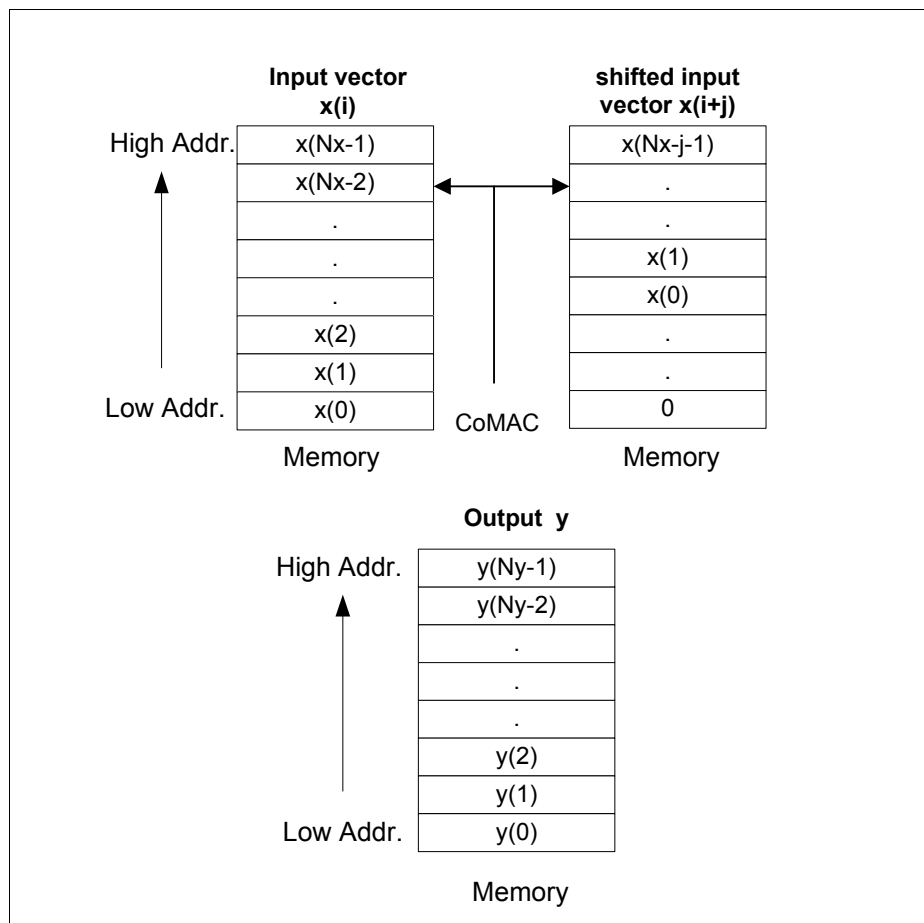 Input vector
x(i)
shifted input
vector x(i+j)
High Addr.
x(Nx-1)
x(Nx-j-1)
x(Nx-2)
.
.
.
.
x(1)
.
x(0)
x(2)
.
x(1)
.
Low Addr.
x(0)
CoMAC
0
Memory
Memory
Output y
High Addr.
y(Ny-1)
y(Ny-2)
.
.
.
y(2)
y(1)
Low Addr.
y(0)
Memory